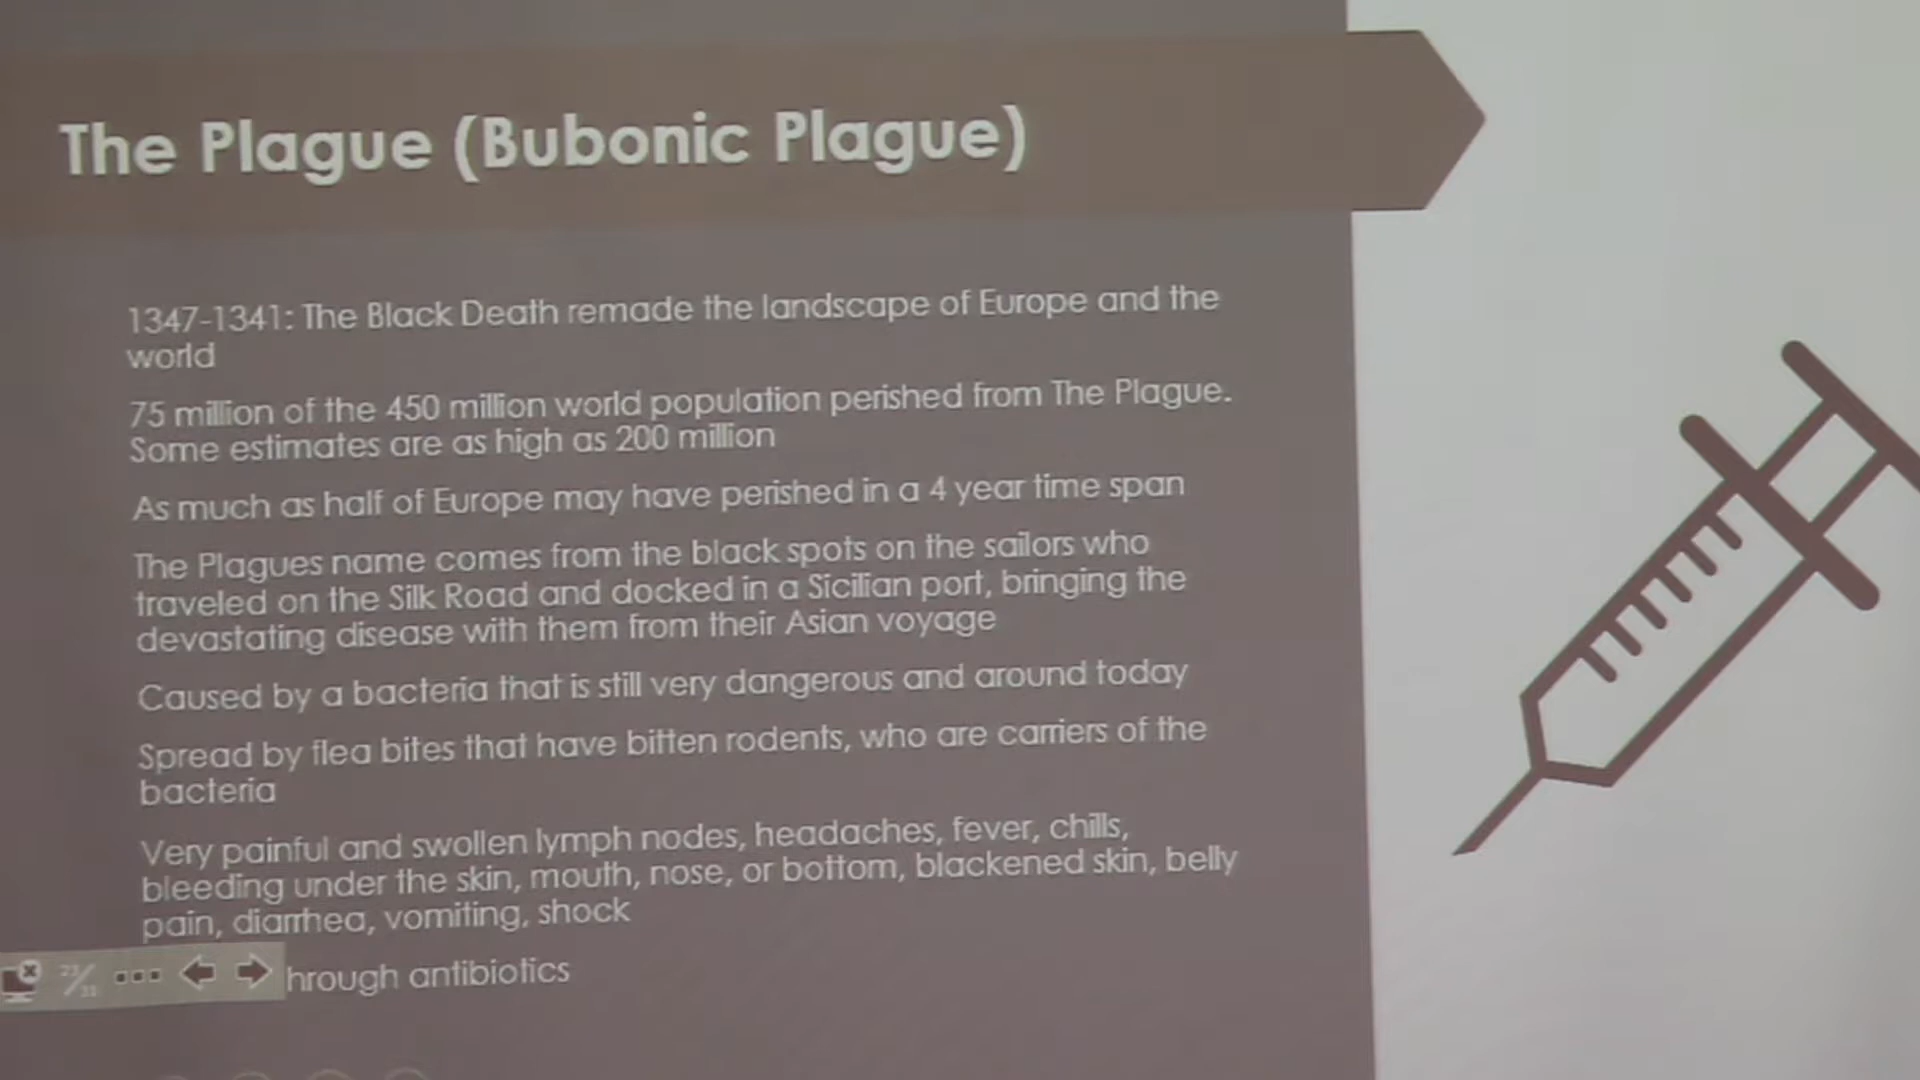 The Plague (Bubonic Plague)
1347-1341: The Black Death remade the landscape of Europe and the
world
75 million of the 450 million world population perished from The Plague.
Some estimates are as high as 200 million
As much as half of Europe may have perished in a 4 year time span
The Plagues name comes from the black spots on the sailors who
traveled on the Silk Road and docked in a Sicilian port, bringing the
devastating disease with them from their Asian voyage
Caused by a bacteria that is still very dangerous and around today
Spread by flea bites that have bitten rodents, who are carriers of the
bacteria
Very painful and swollen lymph nodes, headaches, fever, chills,
bleeding under the skin, mouth, nose, or bottom, blackened skin, belly
pain, diarrhea, vomiting, shock
hrough antibiotics